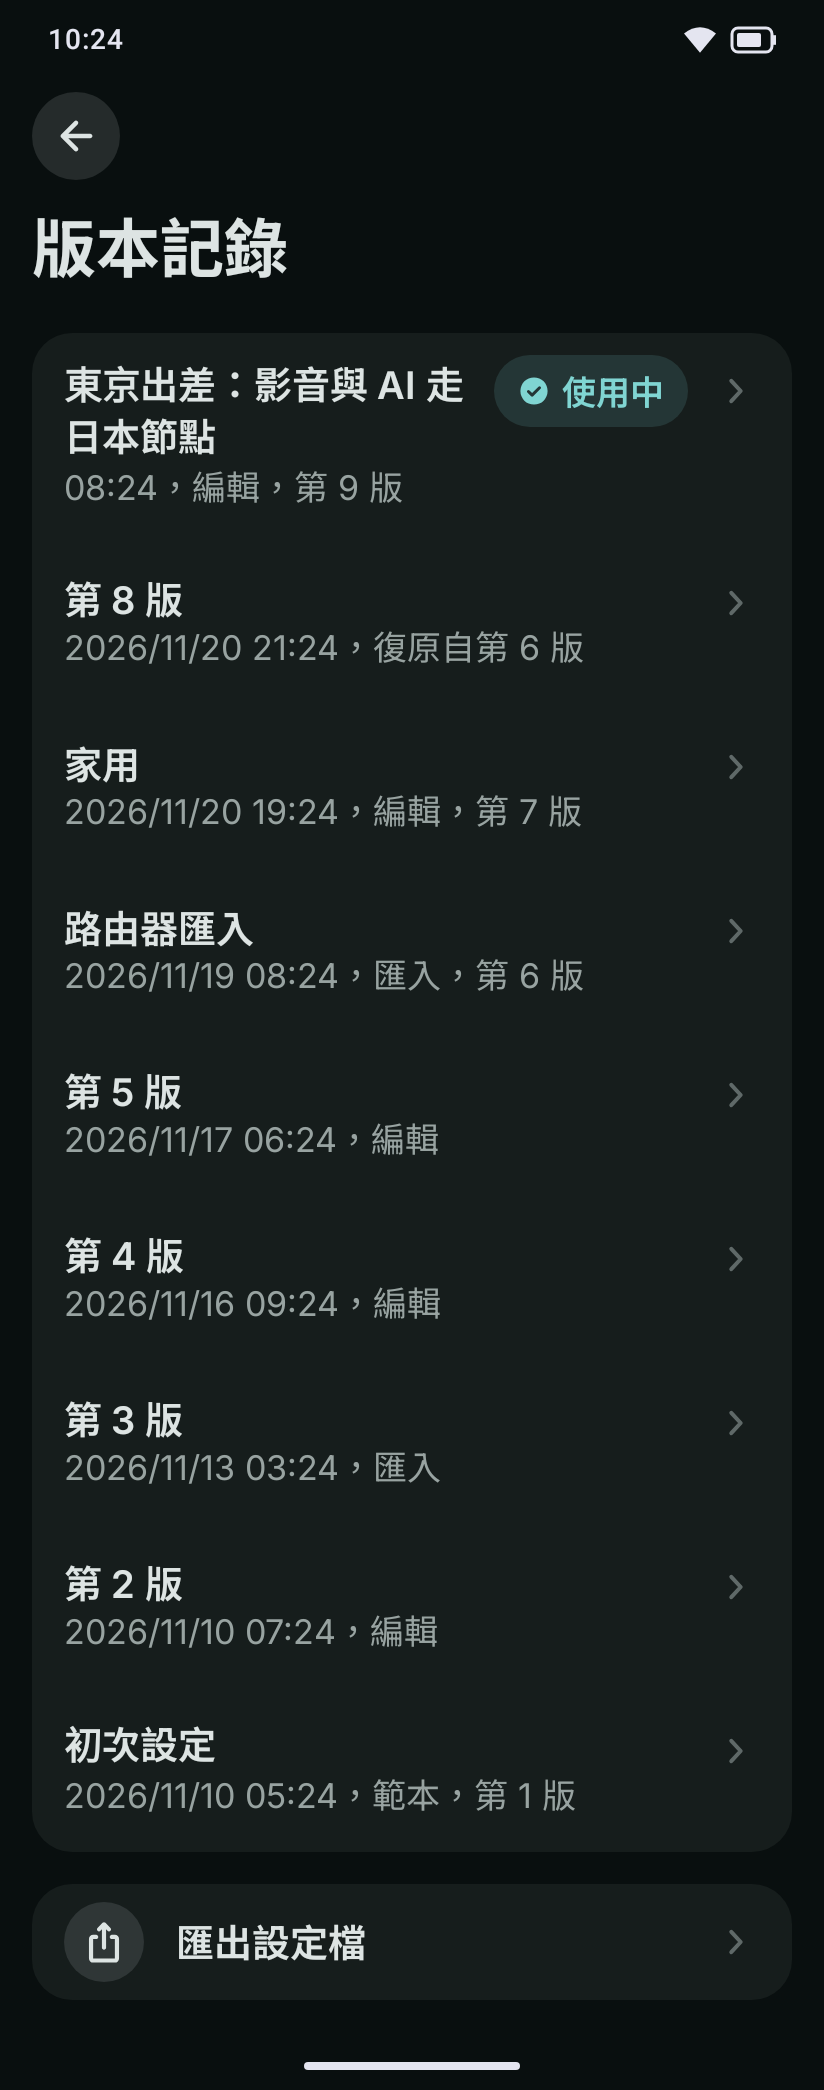 10:24
版本記錄
東京出差：影音與 AI 走
日本節點
使用中
08:24，編輯，第 9 版
第 8 版
2026/11/20 21:24，復原自第 6 版
家用
2026/11/20 19:24，編輯，第 7 版
路由器匯入
2026/11/19 08:24，匯入，第 6 版
第 5 版
2026/11/17 06:24，編輯
第 4 版
2026/11/16 09:24，編輯
第 3 版
2026/11/13 03:24，匯入
第 2 版
2026/11/10 07:24，編輯
初次設定
2026/11/10 05:24，範本，第 1 版
匯出設定檔